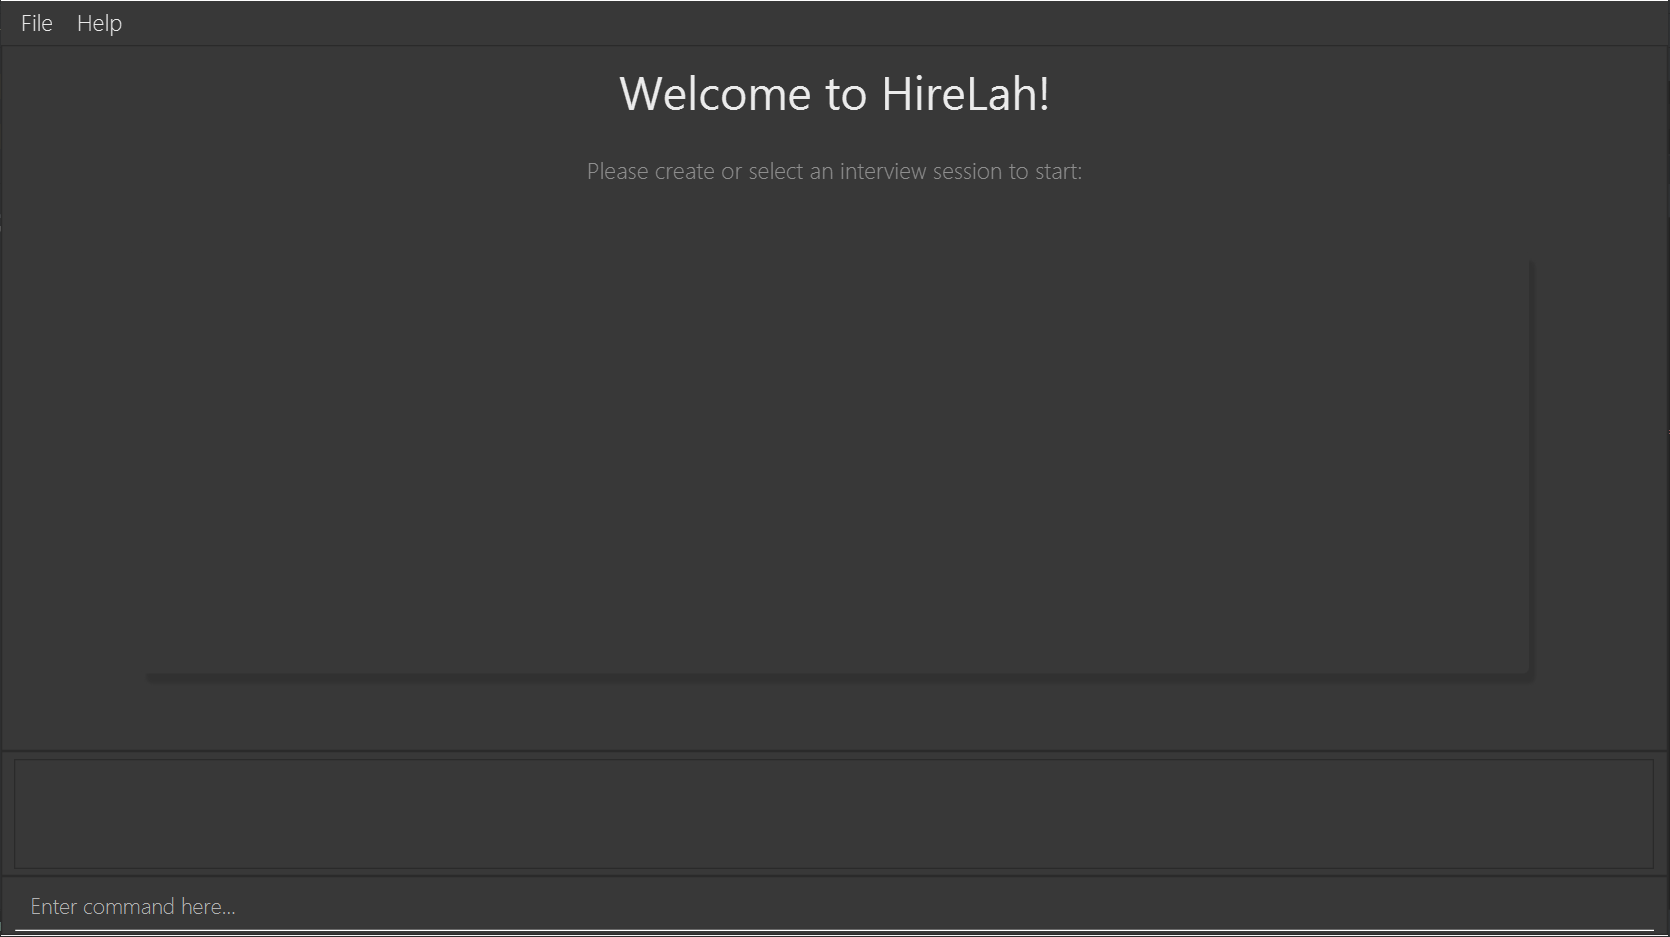 File Help
Welcome to HireLah!
Please create or select an interview session to start:
Enter command here...